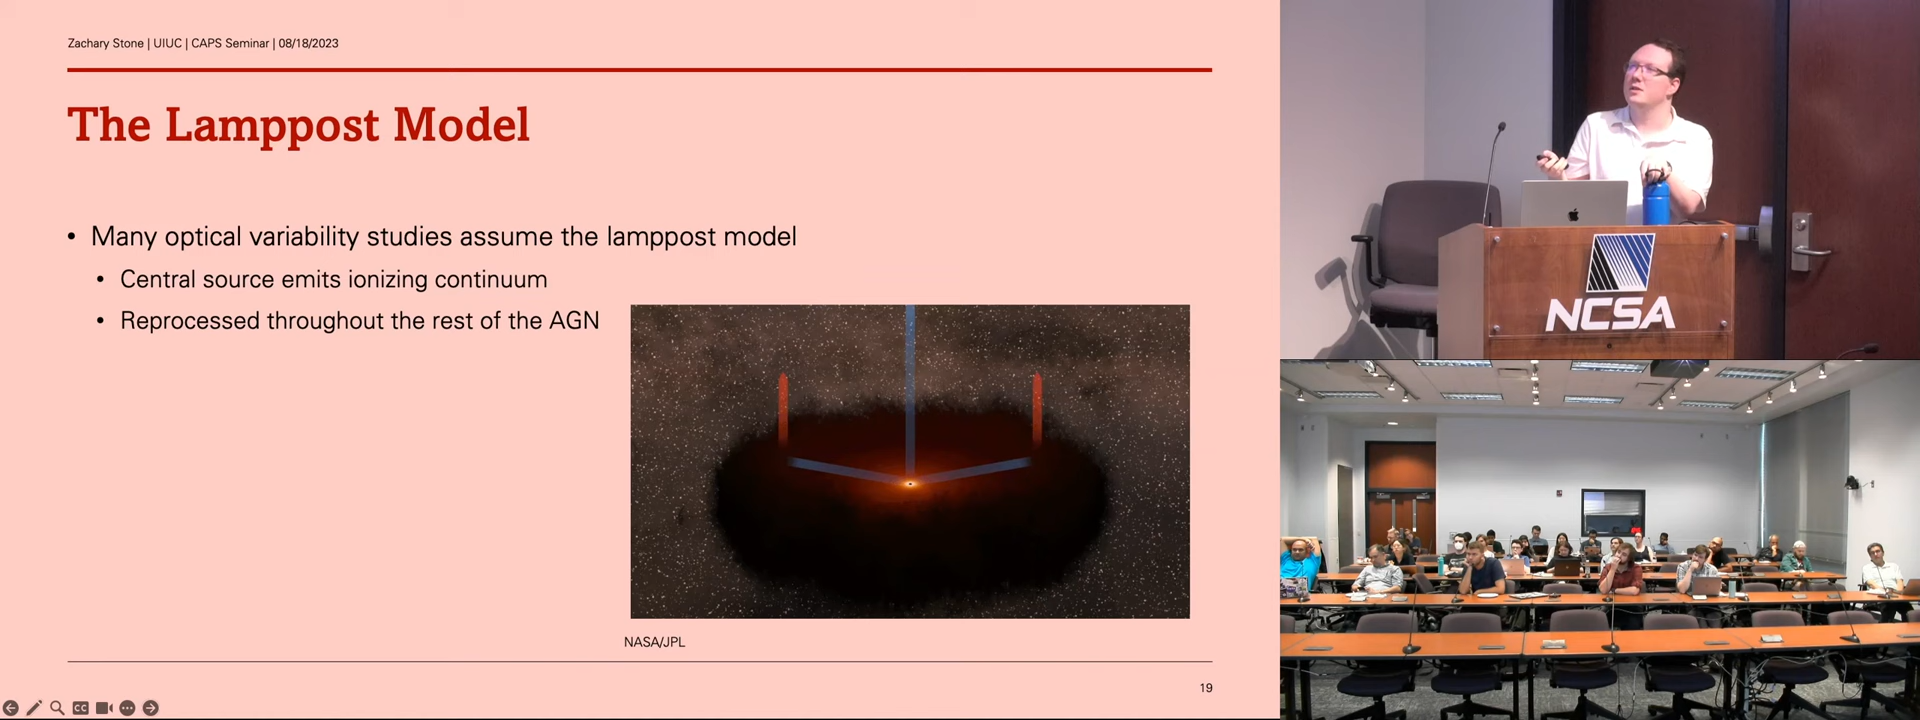 Zachary Stone | UIUC | CAPS Seminar | 08/18/2023
The Lamppost Model
• Many optical variability studies assume the lamppost model
• Central source emits ionizing continuum
• Reprocessed throughout the rest of the AGN
NASA/JPL
19
CC
NCSA